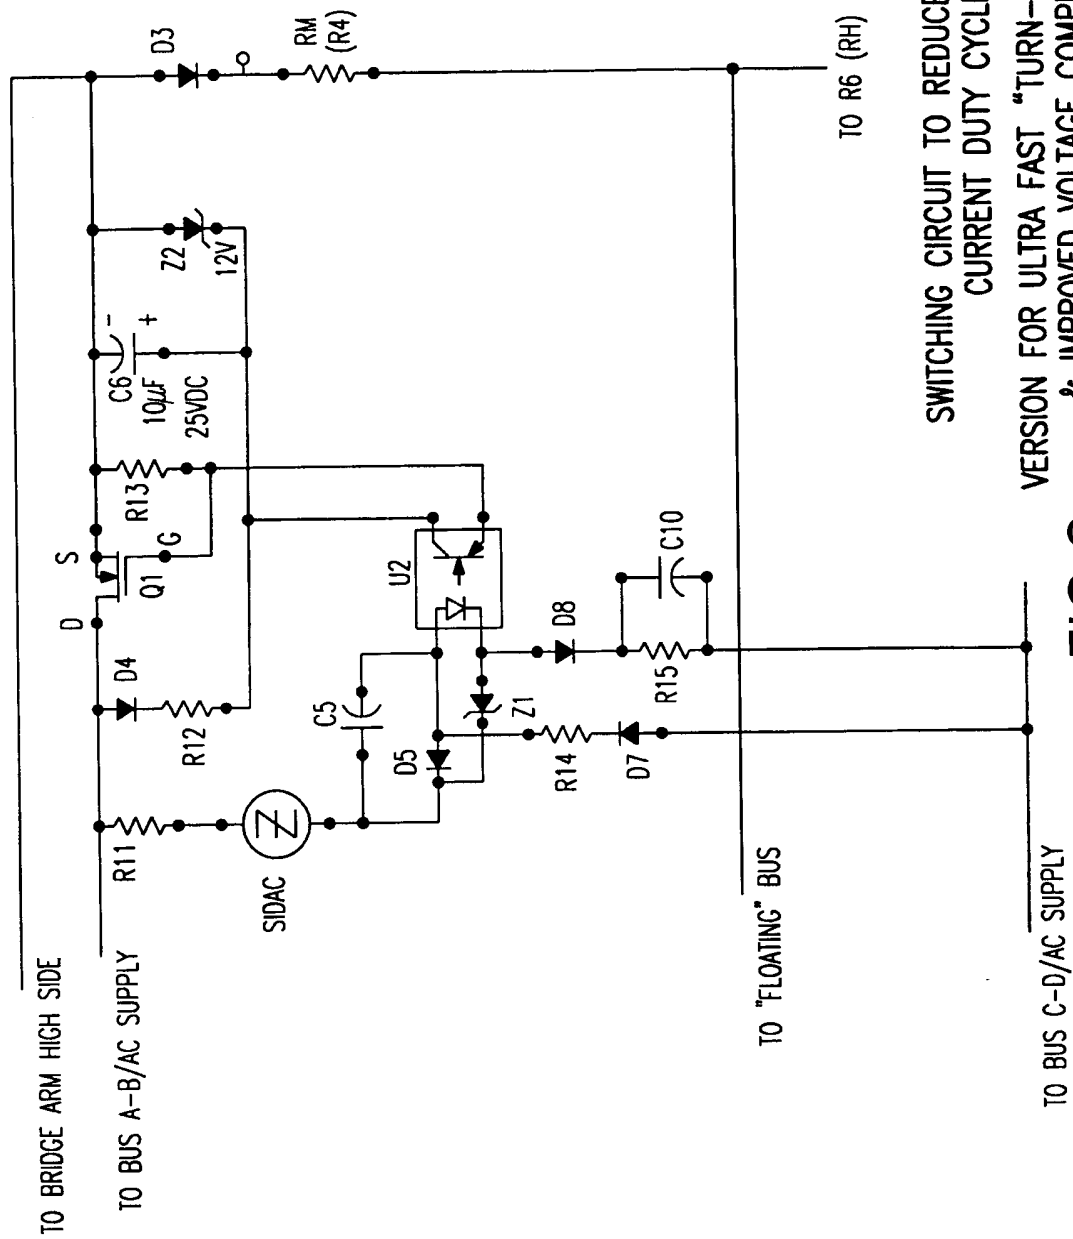 TO BRIDGE ARM HIGH SIDE
TO BUS A-B/AC SUPPLY
R11
SIDAC
D4
R12
D
S
Q1
G
R13
C6
10µF
25VDC
-
+
Z2
12V
D3
RM
(R4)
C5
D5
Z1
U2
R14
D7
D8
R15
C10
TO "FLOATING" BUS
TO R6 (RH)
TO BUS C-D/AC SUPPLY
SWITCHING CIRCUIT TO REDUCE
CURRENT DUTY
VERSION FOR ULTRA FAST "TURN-
& IMPROVED VOLTAGE